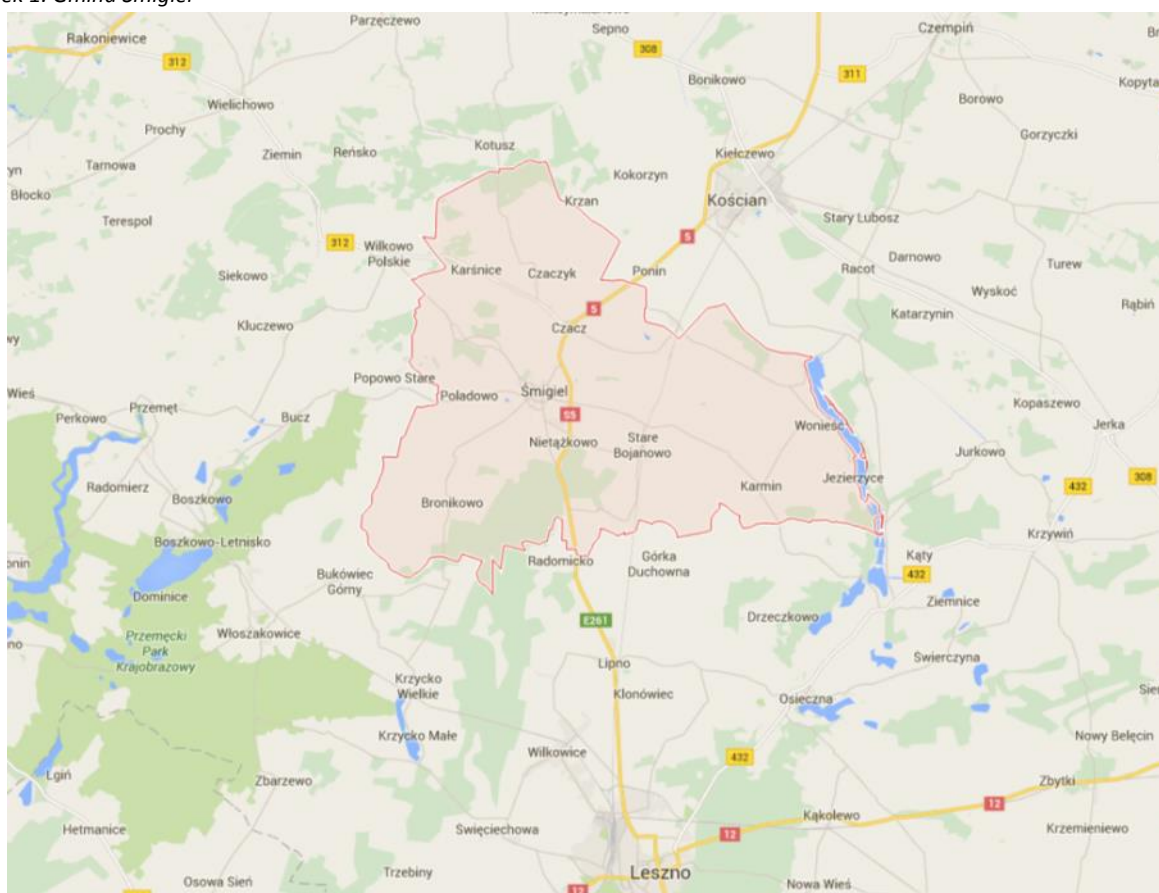 Parzęczewo
Sepno
Czempiń
Rakoniewice
312
308
311
Bonikowo
Kopyta
Wielichowo
Borowo
Prochy
Kotusz
Gorzyczki
Ziemin
Reńsko
Kiełczewo
Tarnowa
Kokorzyn
Błocko
Krzan
Kościan
Terespol
Stary Lubosz
312
Wilkowo
Polskie
5
Darnowo
Siekowo
Karśnice
Czaczyk
Ponin
Racot
Turew
Wyskoć
Rąbiń
5
Katarzynin
Kluczewo
Czacz
Popowo Stare
Poladowo
Śmigiel
Wieś
Perkowo
Przemęt
Bucz
S5
Kopaszewo
Jerka
Nietążkowo
Stare
Bojanowo
Wonieść
Jurkowo
Radomierz
Boszkowo
Karmin
Jezierzyce
432
308
Bronikowo
Boszkowo-Letnisko
Krzywiń
Radomicko
Górka
Duchowna
Kąty
432
Bukówiec
Górny
Dominice
Drzeczkowo
Ziemnice
Włoszakowice
E261
Przemęcki
Park
Krajobrazowy
Świerczyna
Lipno
Krzycko
Wielkie
Klonówiec
Osieczna
Krzycko Małe
Nowy Belęcin
Wilkowice
432
Lgiń
Zbarzewo
Zbytki
12
Hetmanice
Święciechowa
12
Kąkolewo
Krzemieniewo
Trzebiny
Leszno
Osowa Sień
12
Nowa Wieś